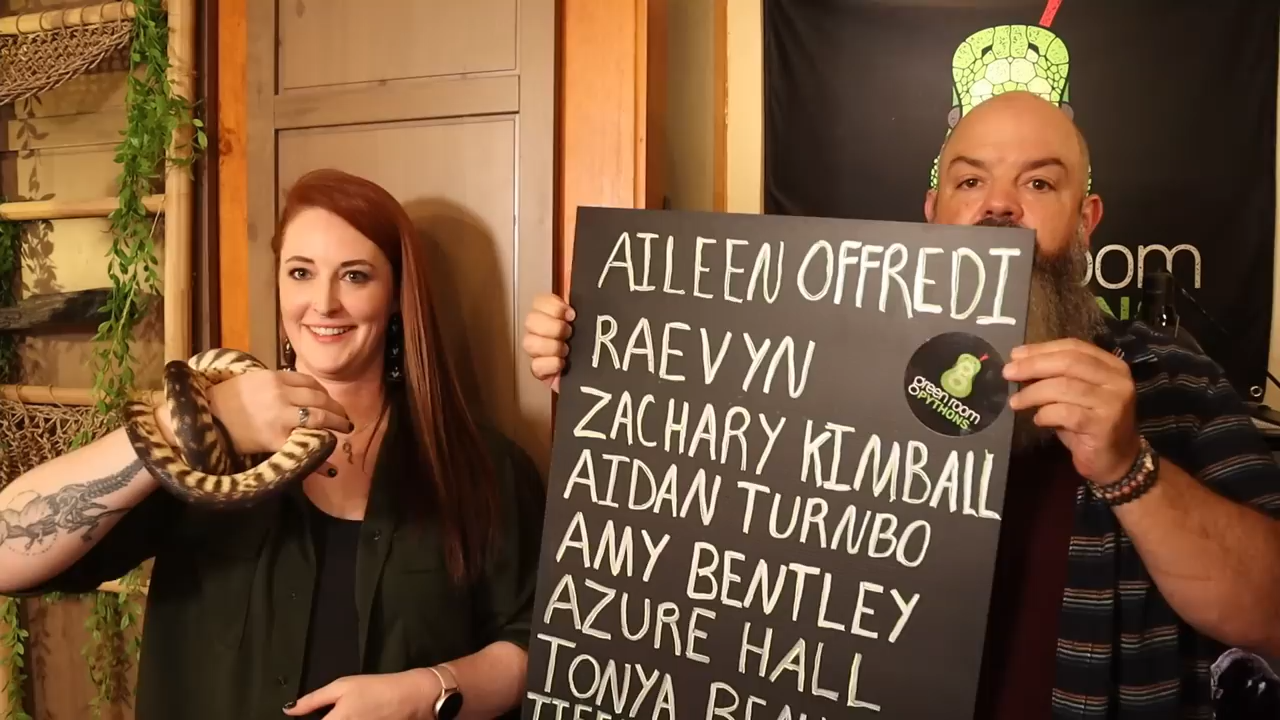 AILEEN OFFREDI
RAEVYN
ZACHARY KIMBALL
AIDAN TURNBO
AMY BENTLEY
AZURE HALL
TONYA
green room
PYTHONS